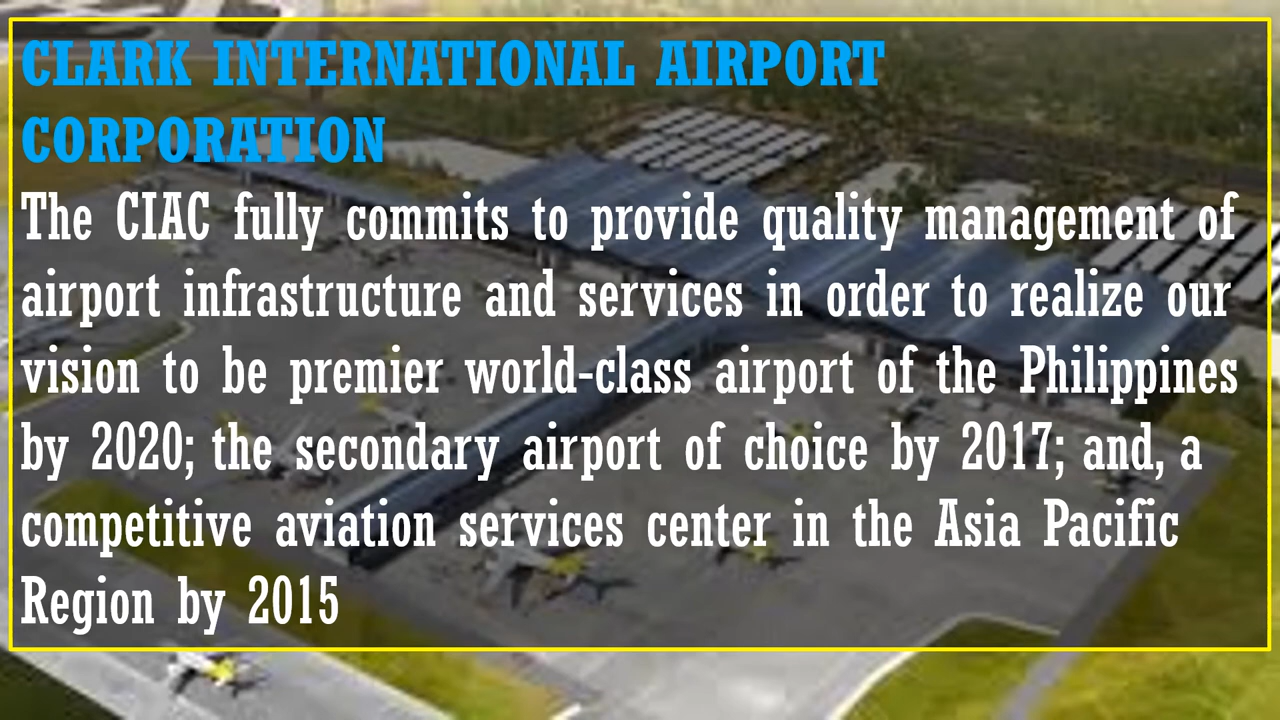 CLARK INTERNATIONAL AIRPORT
CORPORATION
The CIAC fully commits to provide quality management of
airport infrastructure and services in order to realize our
vision to be premier world-class airport of the Philippines
by 2020; the secondary airport of choice by 2017; and, a
competitive aviation services center in the Asia Pacific
Region by 2015